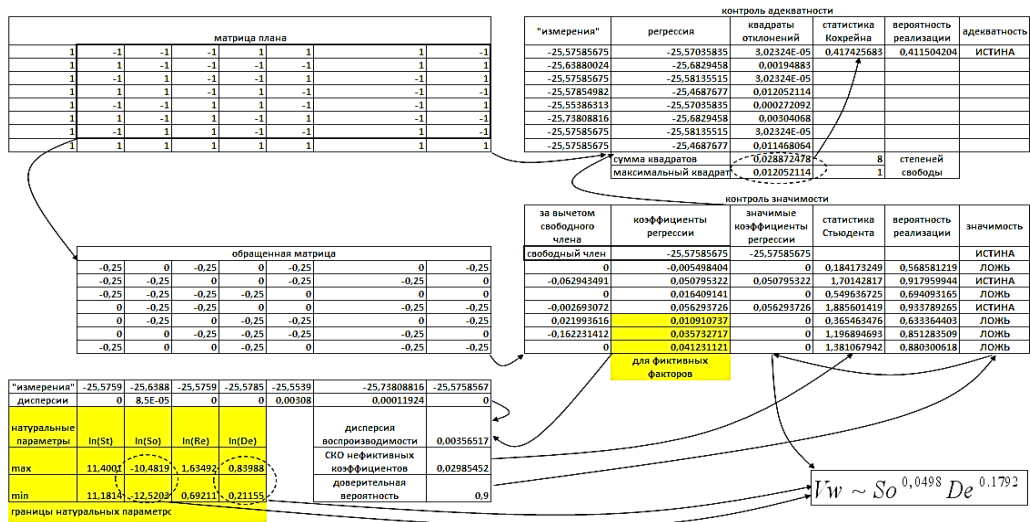 матрица плана
1 -1 -1 -1 1 1 1 -1
1 1 -1 -1 -1 -1 1 1
1 -1 1 -1 -1 1 -1 1
1 1 1 -1 1 -1 -1 -1
1 -1 -1 1 1 -1 -1 1
1 1 -1 1 -1 1 -1 -1
1 -1 1 1 -1 -1 1 -1
1 1 1 1 1 1 1 1
контроль адекватности
"измерения" регрессия квадраты отклонений статистика Кохрейна вероятность реализации адекватность
-25,57585675 -25,57035835 3,02324E-05 0,417425683 0,411504204 ИСТИНА
-25,63880024 -25,6829458 0,00194883
-25,57585675 -25,58135515 3,02324E-05
-25,57854982 -25,4687677 0,012052114
-25,55386313 -25,57035835 0,000272092
-25,73808816 -25,6829458 0,00304068
-25,57585675 -25,58135515 3,02324E-05
-25,57585675 -25,4687677 0,011468064
сумма квадратов 0,028872478 8 степеней
максимальный квадрат 0,012052114 1 свободы
обращенная матрица
-0,25 0 -0,25 0 -0,25 0 -0,25
-0,25 -0,25 0 0 -0,25 -0,25 0
-0,25 -0,25 -0,25 -0,25 0 0 0
0 -0,25 -0,25 0 0 -0,25 -0,25
0 -0,25 0 -0,25 -0,25 0 -0,25
0 0 -0,25 -0,25 -0,25 -0,25 0
-0,25 0 0 -0,25 0 -0,25 -0,25
контроль значимости
за вычетом свободного члена коэффициенты регрессии значимые коэффициенты регрессии статистика Стьюдента вероятность реализации значимость
свободный член -25,57585675 -25,57585675 ИСТИНА
0 -0,005498404 0 0,184173249 0,568581219 ЛОЖЬ
-0,062943491 0,050795322 0,050795322 1,70142817 0,917959944 ИСТИНА
0 0,016409141 0 0,549636725 0,694093165 ЛОЖЬ
-0,002693072 0,056293726 0,056293726 1,885601419 0,933789265 ИСТИНА
0,021993616 0,010910737 0 0,365463476 0,633364403 ЛОЖЬ
-0,162231412 0,035732717 0 1,196894693 0,851283509 ЛОЖЬ
0 0,041231121 0 1,381067942 0,880300618 ЛОЖЬ
для фиктивных факторов
"измерения" -25,5759 -25,6388 -25,5759 -25,5785 -25,5539 -25,73808816 -25,5758567
дисперсии 0 8,5E-05 0 0 0,00308 0,00011924 0
натуральные параметры ln(St) ln(So) ln(Re) ln(De) дисперсия воспроизводимости 0,00356517
max 11,4001 -10,4819 1,63492 0,83988 СКО нефиктивных коэффициентов 0,02985452
min 11,1814 -12,5203 0,69211 0,21155 доверительная вероятность 0,9
границы натуральных параметрс
Vw ~ So 0,0498 De 0.1792